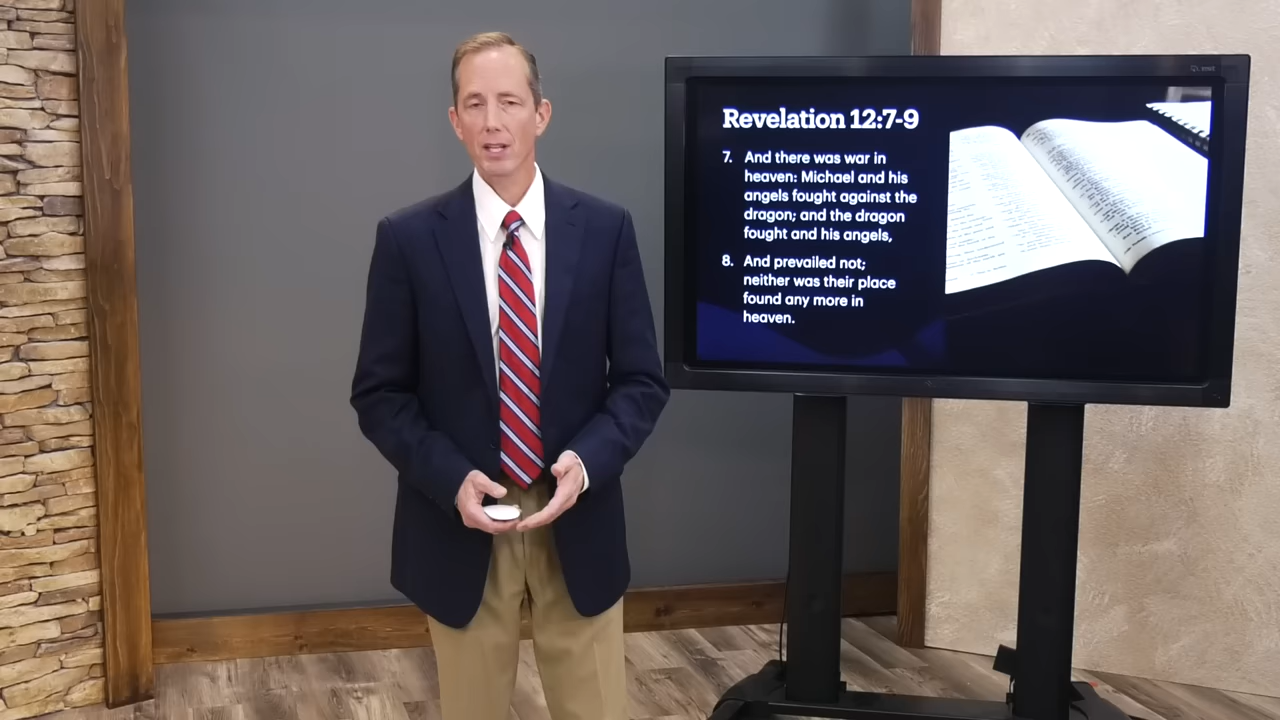 Revelation 12:7-9
7. And there was war in
heaven: Michael and his
angels fought against the
dragon; and the dragon
fought and his angels,
8. And prevailed not;
neither was their place
found any more in
heaven.